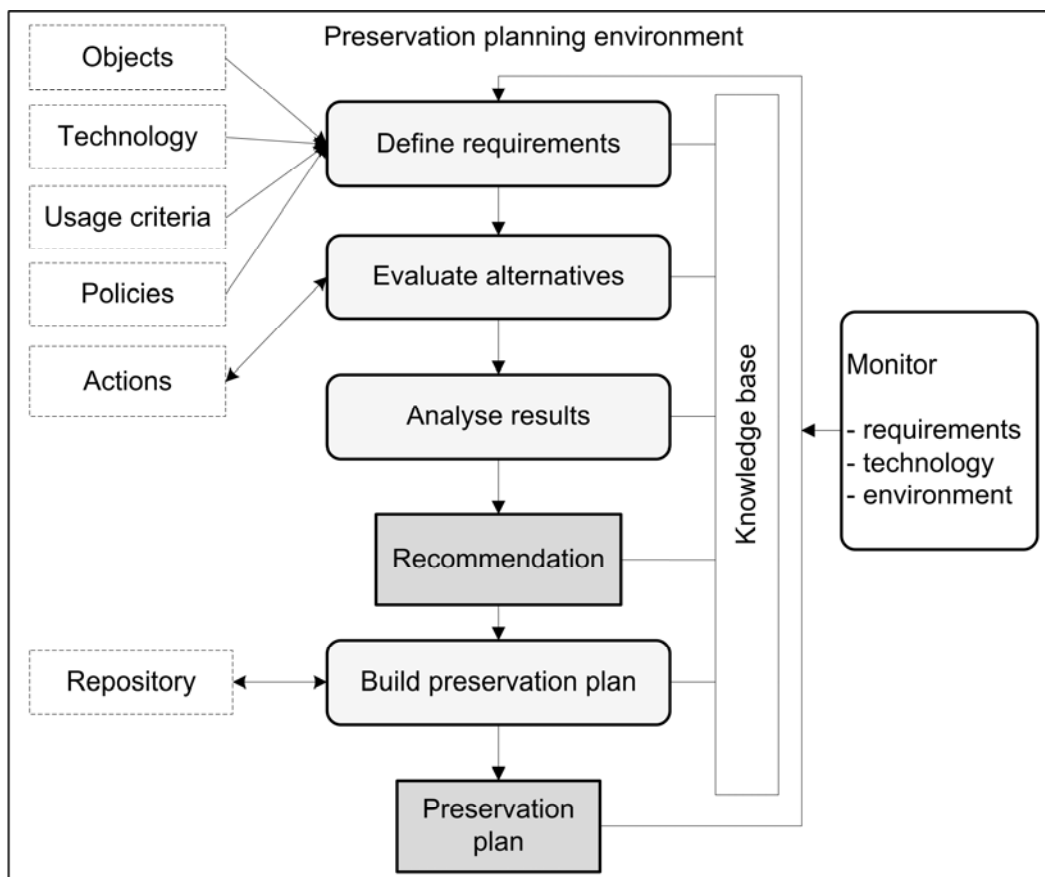 Preservation planning environment
Objects
Technology
Usage criteria
Policies
Actions
Repository
Define requirements
Evaluate alternatives
Analyse results
Recommendation
Build preservation plan
Preservation
plan
Knowledge base
Monitor
- requirements
- technology
- environment